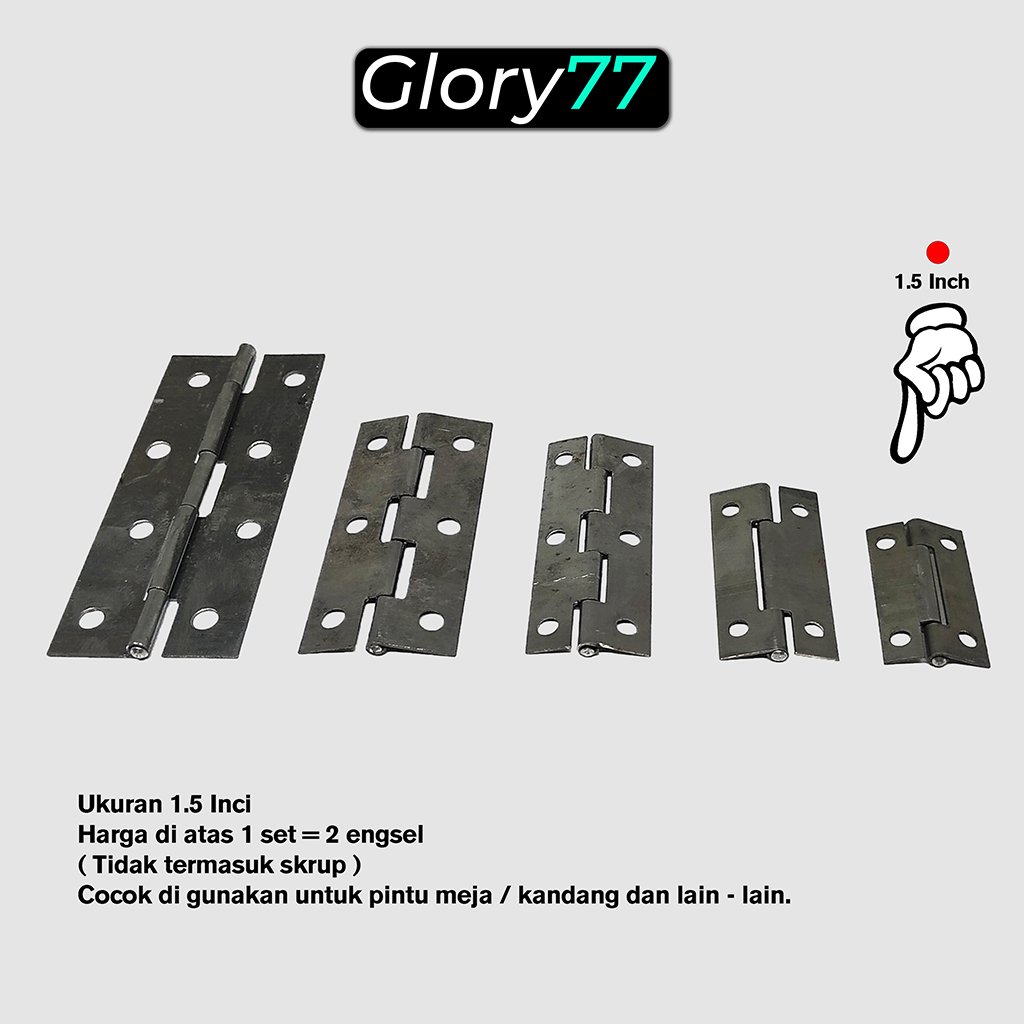 Glory77
1.5 Inch
Ukuran 1.5 Inci
Harga di atas 1 set = 2 engsel
( Tidak termasuk skrup )
Cocok di gunakan untuk pintu meja / kandang dan lain - lain.